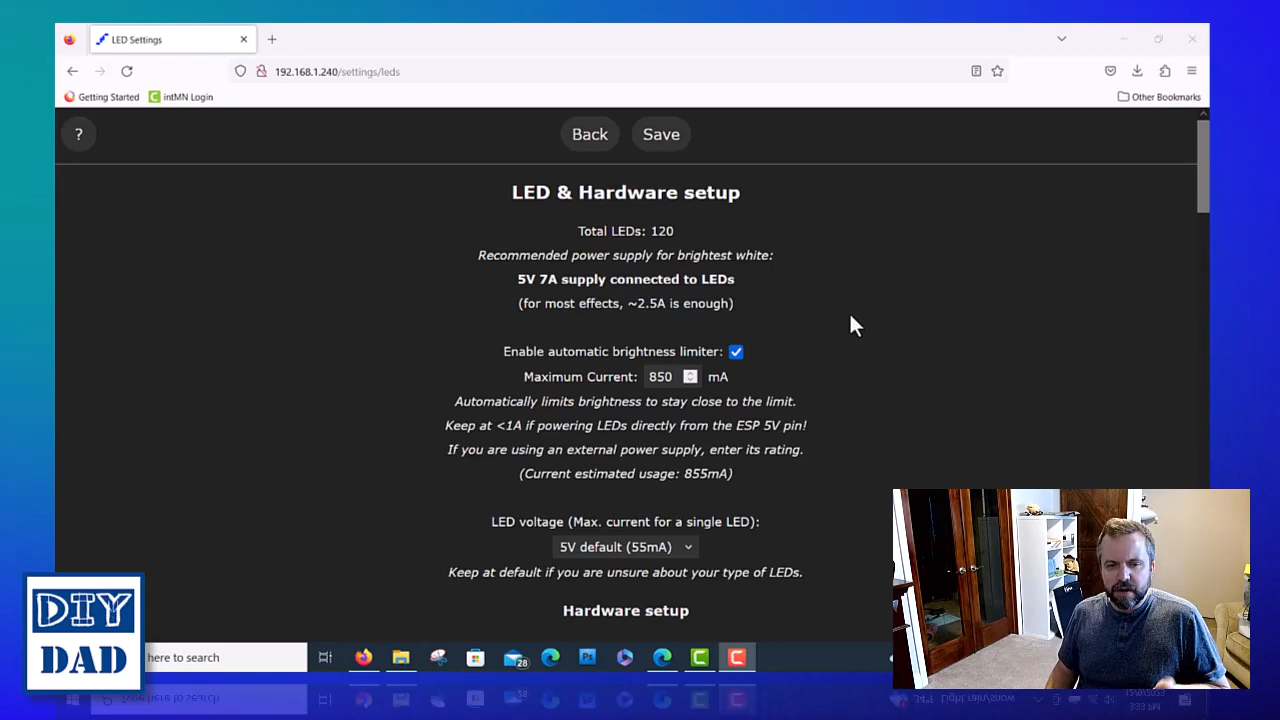 LED Settings
192.168.1.240/settings/leds
Getting Started
intMN Login
Other Bookmarks
?
Back
Save
LED & Hardware setup
Total LEDs: 120
Recommended power supply for brightest white:
5V 7A supply connected to LEDs
(for most effects, ~2.5A is enough)
Enable automatic brightness limiter:
Maximum Current: 850 mA
Automatically limits brightness to stay close to the limit.
Keep at <1A if powering LEDs directly from the ESP 5V pin!
If you are using an external power supply, enter its rating.
(Current estimated usage: 855mA)
LED voltage (Max. current for a single LED):
5V default (55mA)
Keep at default if you are unsure about your type of LEDs.
Hardware setup
DIY
DAD
here to search
28